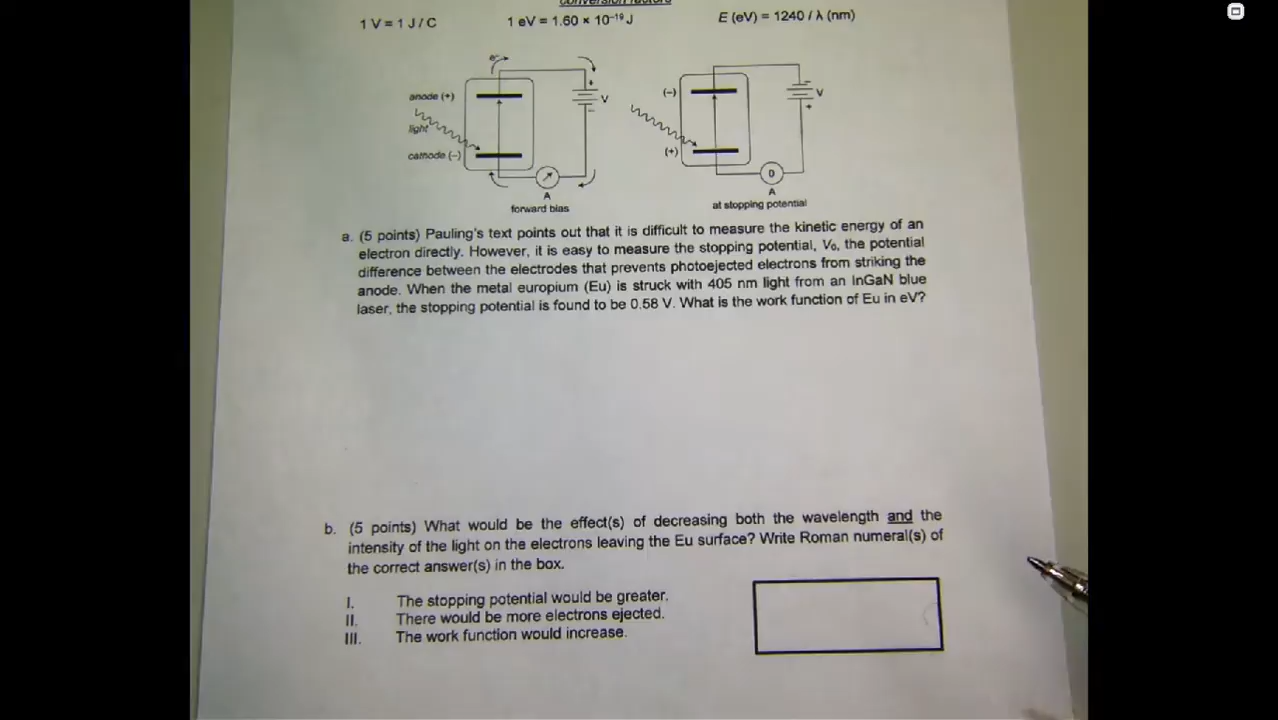 conversion factors
1 V = 1 J / C 1 eV = 1.60 × 10⁻¹⁹ J E (eV) = 1240 / λ (nm)
e⁻
anode (+)
light
cathode (–)
+
V
–
A
forward bias
(–)
(+)
–
V
+
0
A
at stopping potential
a. (5 points) Pauling's text points out that it is difficult to measure the kinetic energy of an
electron directly. However, it is easy to measure the stopping potential, V₀, the potential
difference between the electrodes that prevents photoejected electrons from striking the
anode. When the metal europium (Eu) is struck with 405 nm light from an InGaN blue
laser, the stopping potential is found to be 0.58 V. What is the work function of Eu in eV?
b. (5 points) What would be the effect(s) of decreasing both the wavelength and the
intensity of the light on the electrons leaving the Eu surface? Write Roman numeral(s) of
the correct answer(s) in the box.
I. The stopping potential would be greater.
II. There would be more electrons ejected.
III. The work function would increase.